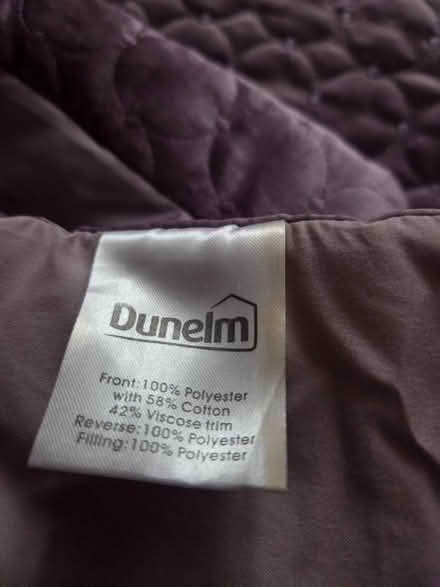 Dunelm
Front:100% Polyester
with 58% Cotton
42% Viscose trim
Reverse:100% Polyester
Filling:100% Polyester